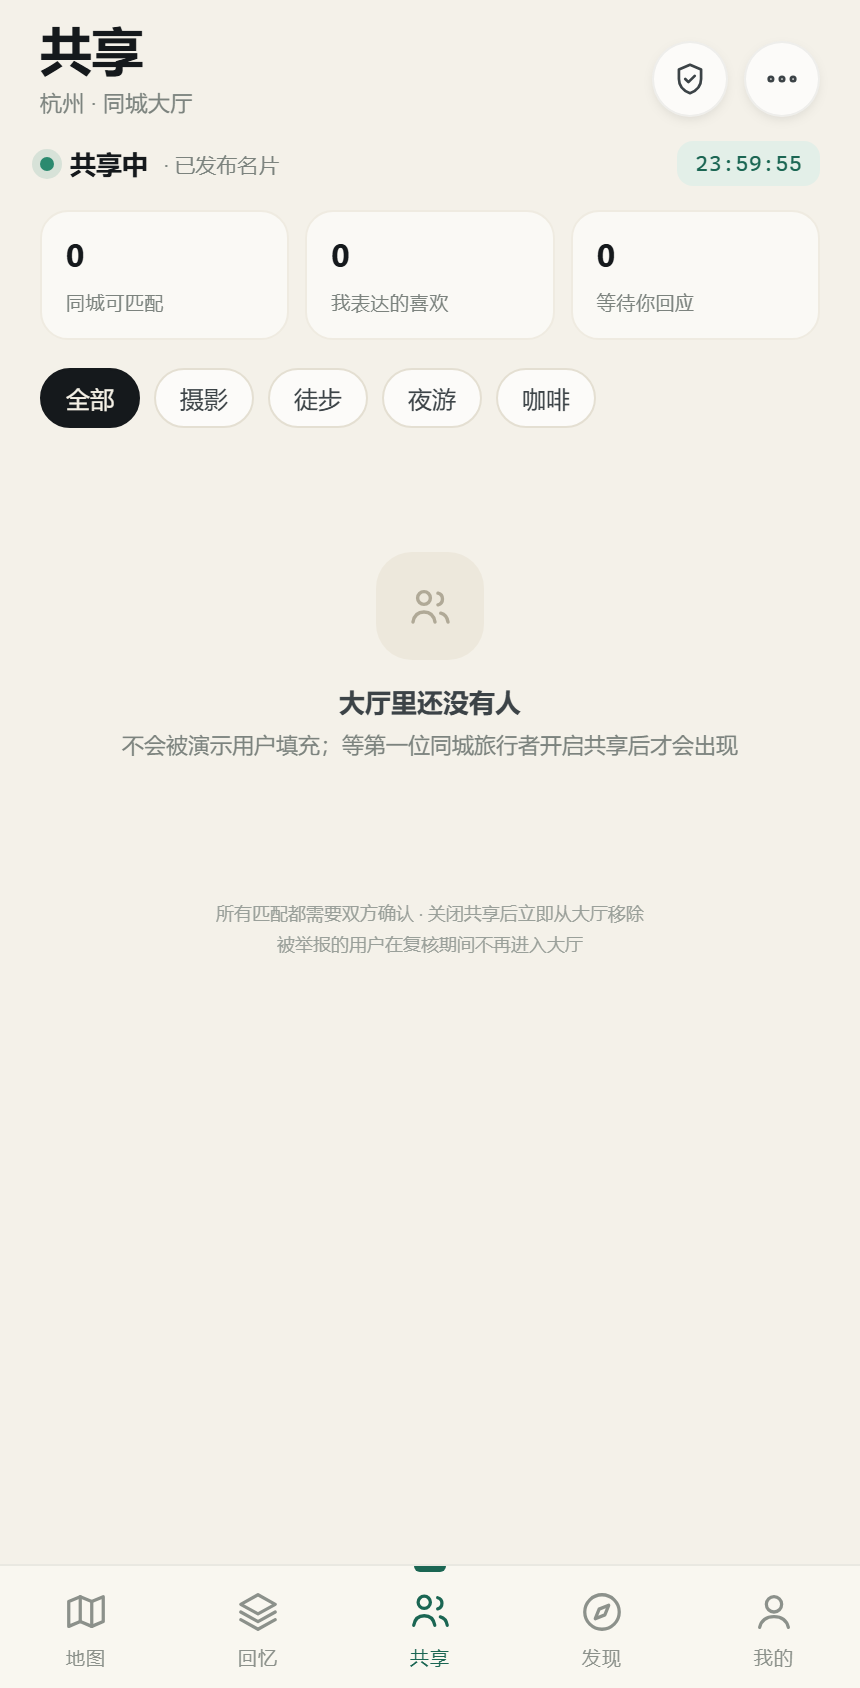 共享
杭州 · 同城大厅
共享中 · 已发布名片
23:59:55
0
同城可匹配
0
我表达的喜欢
0
等待你回应
全部
摄影
徒步
夜游
咖啡
大厅里还没有人
不会被演示用户填充；等第一位同城旅行者开启共享后才会出现
所有匹配都需要双方确认 · 关闭共享后立即从大厅移除
被举报的用户在复核期间不再进入大厅
地图
回忆
共享
发现
我的